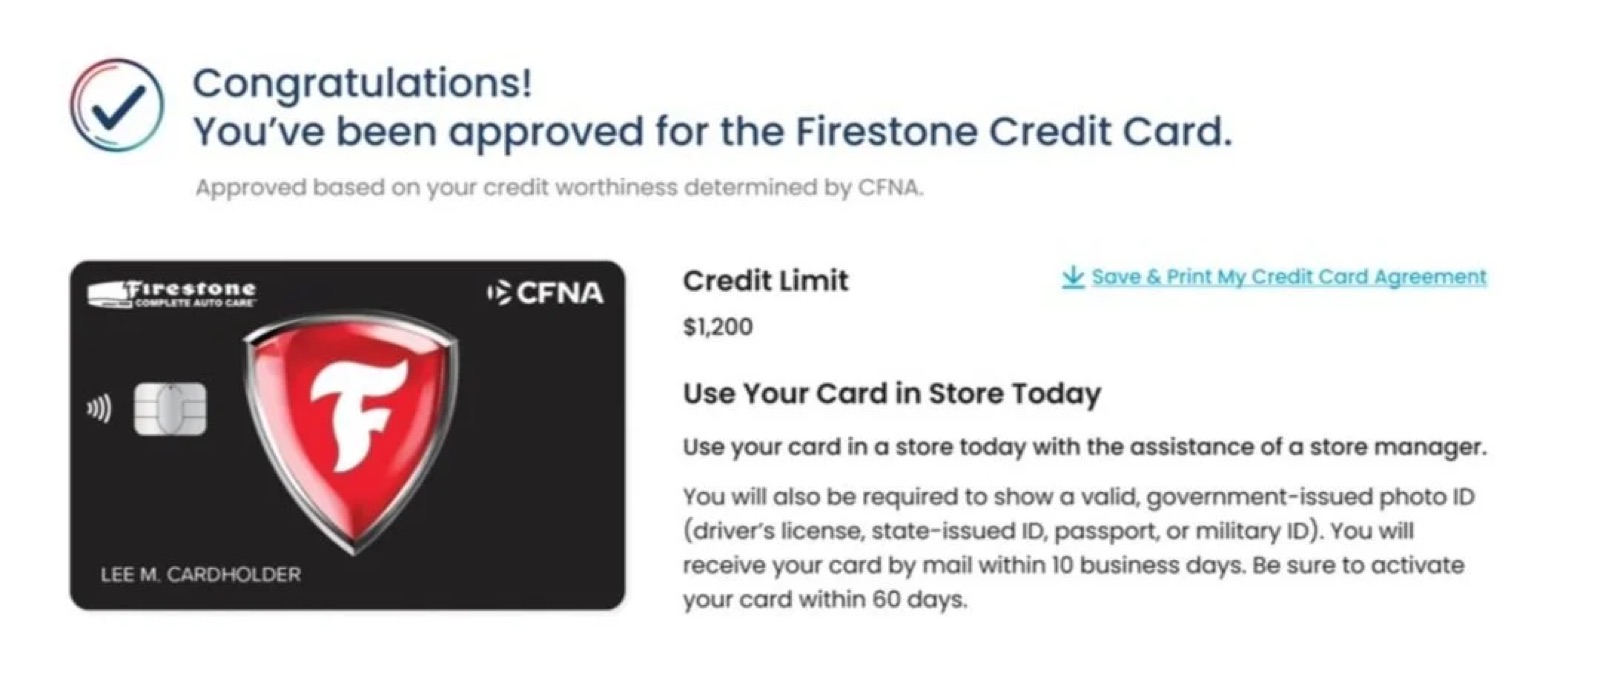 Congratulations!
You've been approved for the Firestone Credit Card.
Approved based on your credit worthiness determined by CFNA.
Firestone
COMPLETE AUTO CARE™
CFNA
F
LEE M. CARDHOLDER
Credit Limit
Save & Print My Credit Card Agreement
$1,200
Use Your Card in Store Today
Use your card in a store today with the assistance of a store manager.
You will also be required to show a valid, government-issued photo ID
(driver's license, state-issued ID, passport, or military ID). You will
receive your card by mail within 10 business days. Be sure to activate
your card within 60 days.